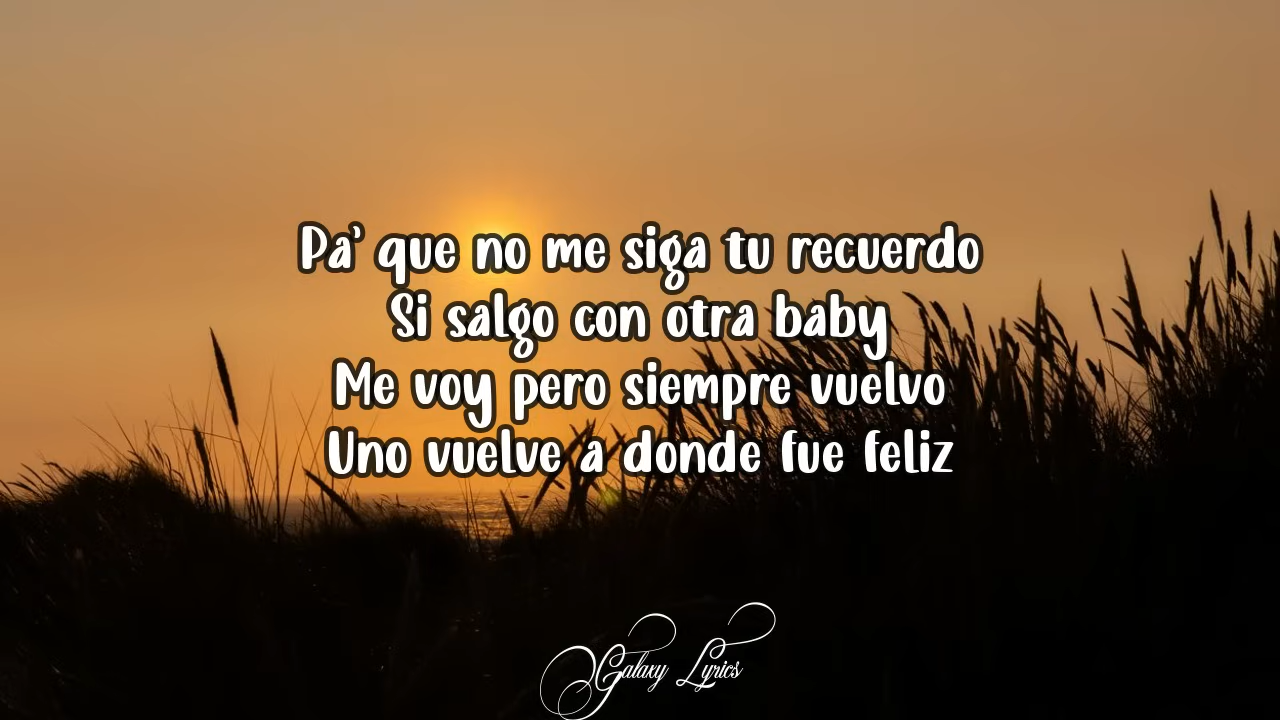 Pa' que no me siga tu recuerdo
Si salgo con otra baby
Me voy pero siempre vuelvo
Uno vuelve a donde fue feliz
Galaxy Lyrics